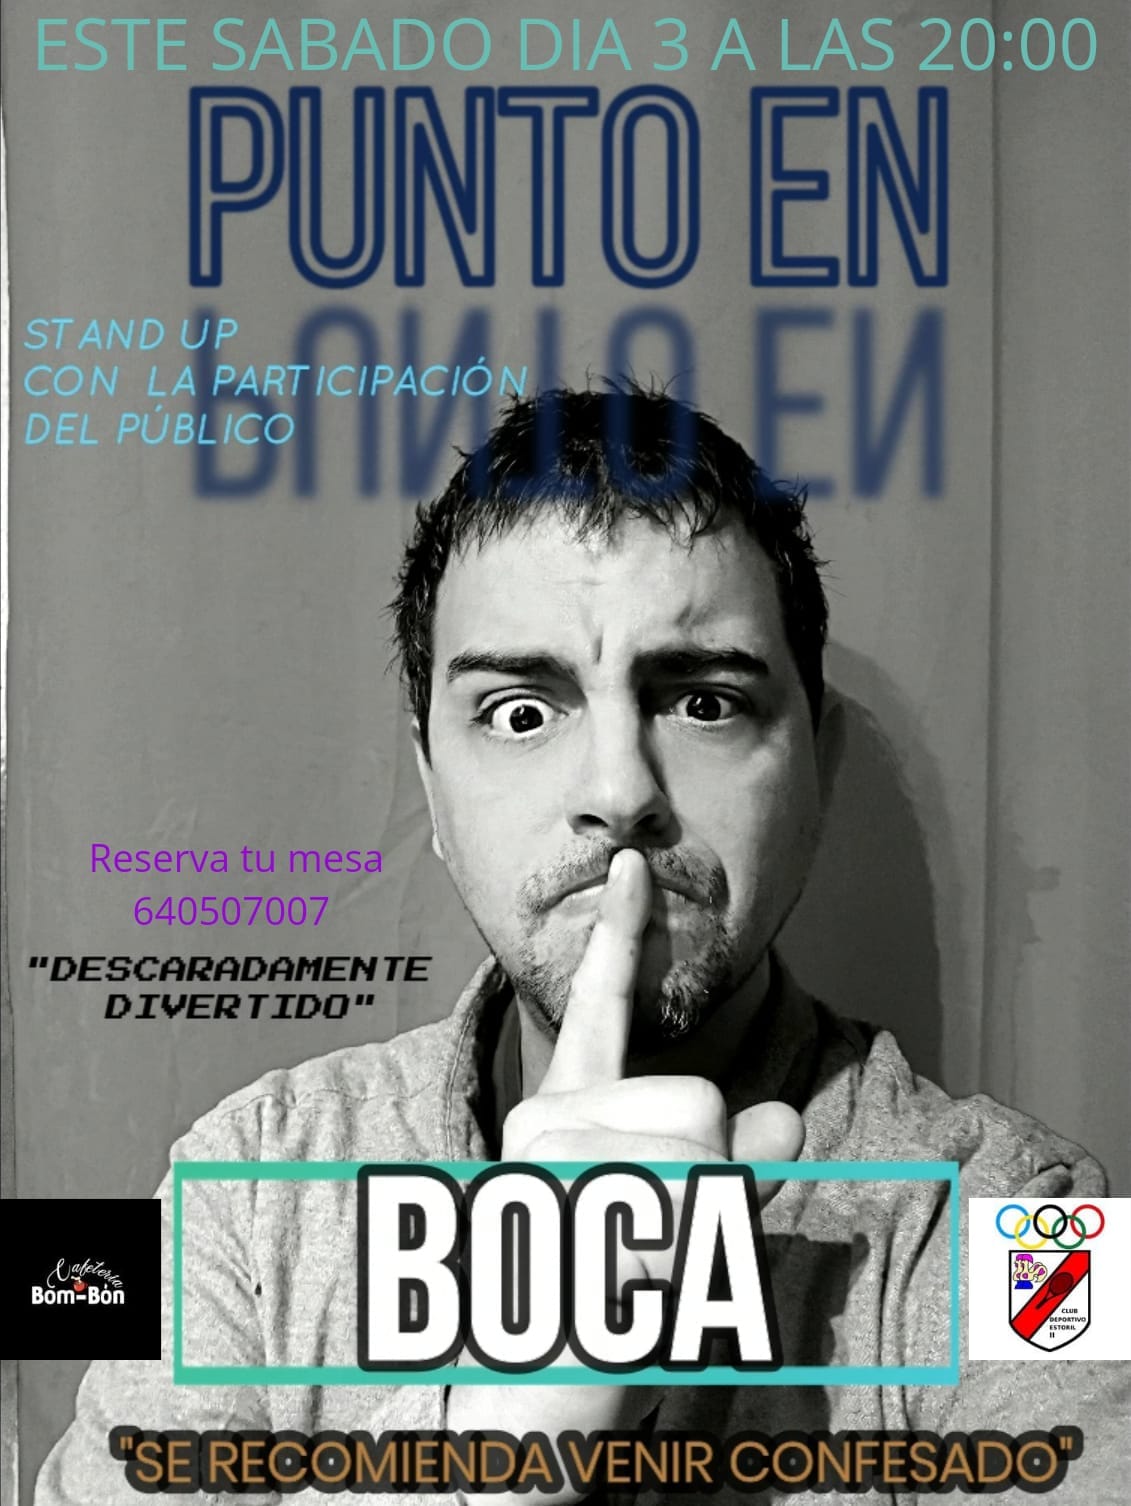 ESTE SABADO DIA 3 A LAS 20:00
PUNTO EN
STAND UP
CON LA PARTICIPACIÓN
DEL PÚBLICO
Reserva tu mesa
640507007
"DESCARADAMENTE
DIVERTIDO"
BOCA
Cafetería
Bom-Bón
CLUB
DEPORTIVO
ESTORIL
II
"SE RECOMIENDA VENIR CONFESADO"